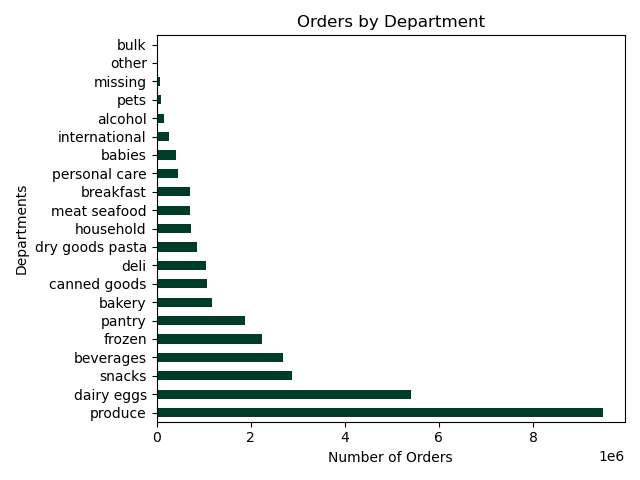 Orders by Department
bulk
other
missing
pets
alcohol
international
babies
personal care
breakfast
meat seafood
household
dry goods pasta
deli
canned goods
bakery
pantry
frozen
beverages
snacks
dairy eggs
produce
Departments
0 2 4 6 8
1e6
Number of Orders